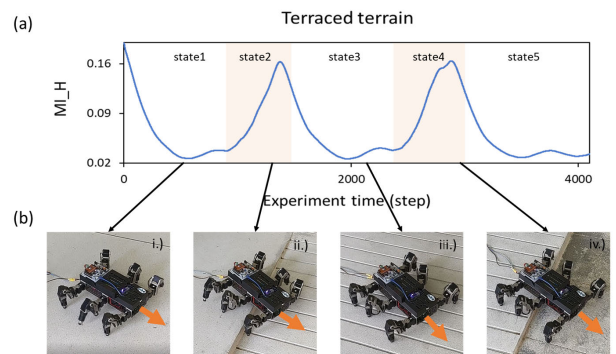 (a)
Terraced terrain
MI_H
0.16
0.09
0.02
state1 state2 state3 state4 state5
0 2000 4000
Experiment time (step)
(b)
i.) ii.) iii.) iv.)